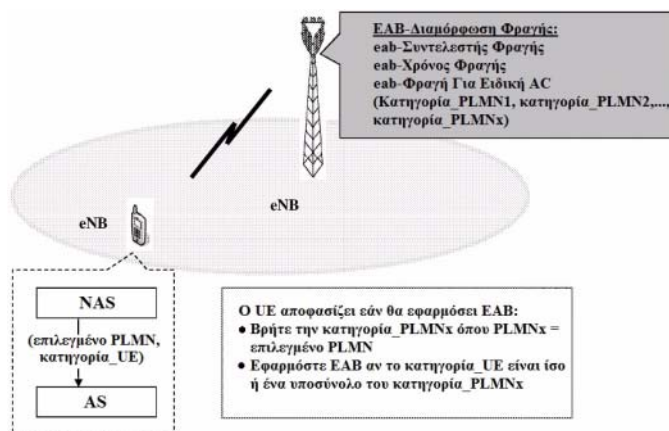 ΕΑΒ-Διαμόρφωση Φραγής:
eab-Συντελεστής Φραγής
eab-Χρόνος Φραγής
eab-Φραγή Για Ειδική AC
(Κατηγορία_PLMN1, κατηγορία_PLMN2,...,
κατηγορία_PLMNx)
eNB
eNB
NAS
(επιλεγμένο PLMN,
κατηγορία_UE)
AS
Ο UE αποφασίζει εάν θα εφαρμόσει EAB:
● Βρήτε την κατηγορία_PLMNx όπου PLMNx =
επιλεγμένο PLMN
● Εφαρμόστε EAB αν το κατηγορία_UE είναι ίσο
ή ένα υποσύνολο του κατηγορία_PLMNx